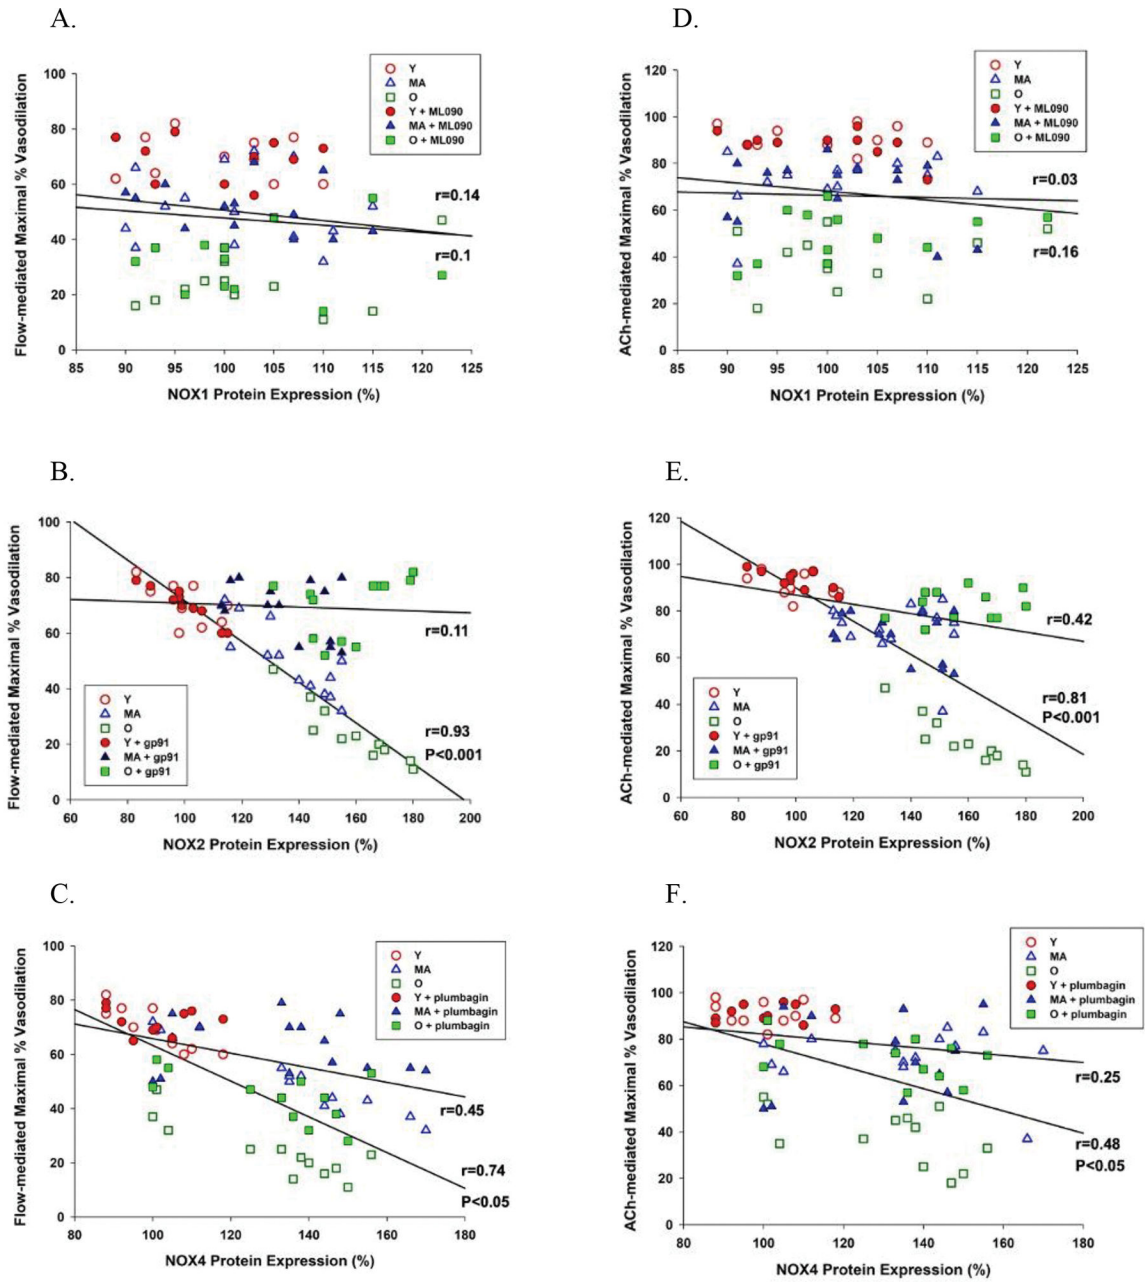 A.
Flow-mediated Maximal % Vasodilation
100
80
60
40
20
0
85 90 95 100 105 110 115 120 125
NOX1 Protein Expression (%)
Y
MA
O
Y + ML090
MA + ML090
O + ML090
r=0.14
r=0.1
D.
ACh-mediated Maximal % Vasodilation
120
100
80
60
40
20
0
85 90 95 100 105 110 115 120 125
NOX1 Protein Expression (%)
Y
MA
O
Y + ML090
MA + ML090
O + ML090
r=0.03
r=0.16
B.
Flow-mediated Maximal % Vasodilation
100
80
60
40
20
0
60 80 100 120 140 160 180 200
NOX2 Protein Expression (%)
Y
MA
O
Y + gp91
MA + gp91
O + gp91
r=0.11
r=0.93
P<0.001
E.
ACh-mediated Maximal % Vasodilation
120
100
80
60
40
20
0
60 80 100 120 140 160 180 200
NOX2 Protein Expression (%)
Y
MA
O
Y + gp91
MA + gp91
O + gp91
r=0.42
r=0.81
P<0.001
C.
Flow-mediated Maximal % Vasodilation
100
80
60
40
20
0
80 100 120 140 160 180
NOX4 Protein Expression (%)
Y
MA
O
Y + plumbagin
MA + plumbagin
O + plumbagin
r=0.45
r=0.74
P<0.05
F.
ACh-mediated Maximal % Vasodilation
120
100
80
60
40
20
0
80 100 120 140 160 180
NOX4 Protein Expression (%)
Y
MA
O
Y + plumbagin
MA + plumbagin
O + plumbagin
r=0.25
r=0.48
P<0.05